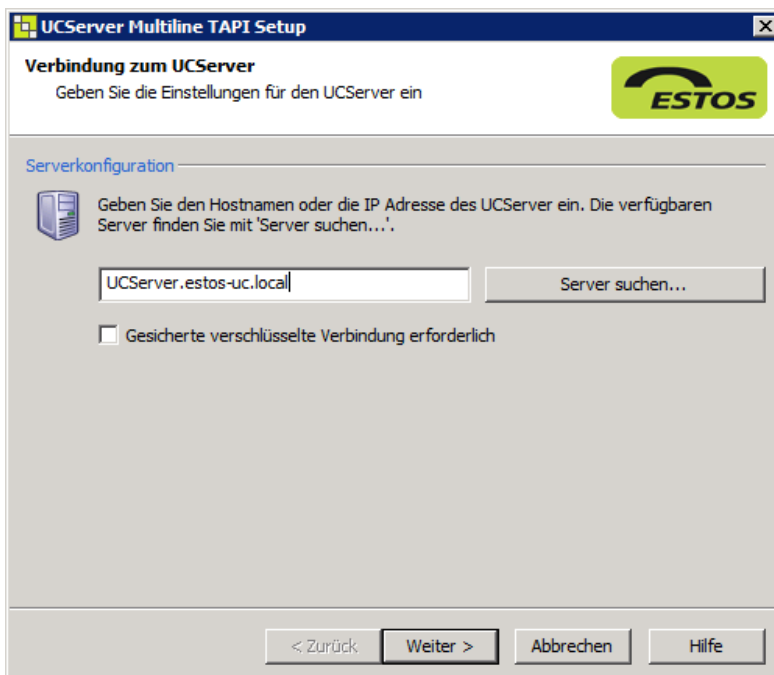 UCServer Multiline TAPI Setup
Verbindung zum UCServer
Geben Sie die Einstellungen für den UCServer ein
ESTOS
Serverkonfiguration
Geben Sie den Hostnamen oder die IP Adresse des UCServer ein. Die verfügbaren
Server finden Sie mit 'Server suchen...'.
UCServer.estos-uc.local
Server suchen...
Gesicherte verschlüsselte Verbindung erforderlich
< Zurück
Weiter >
Abbrechen
Hilfe